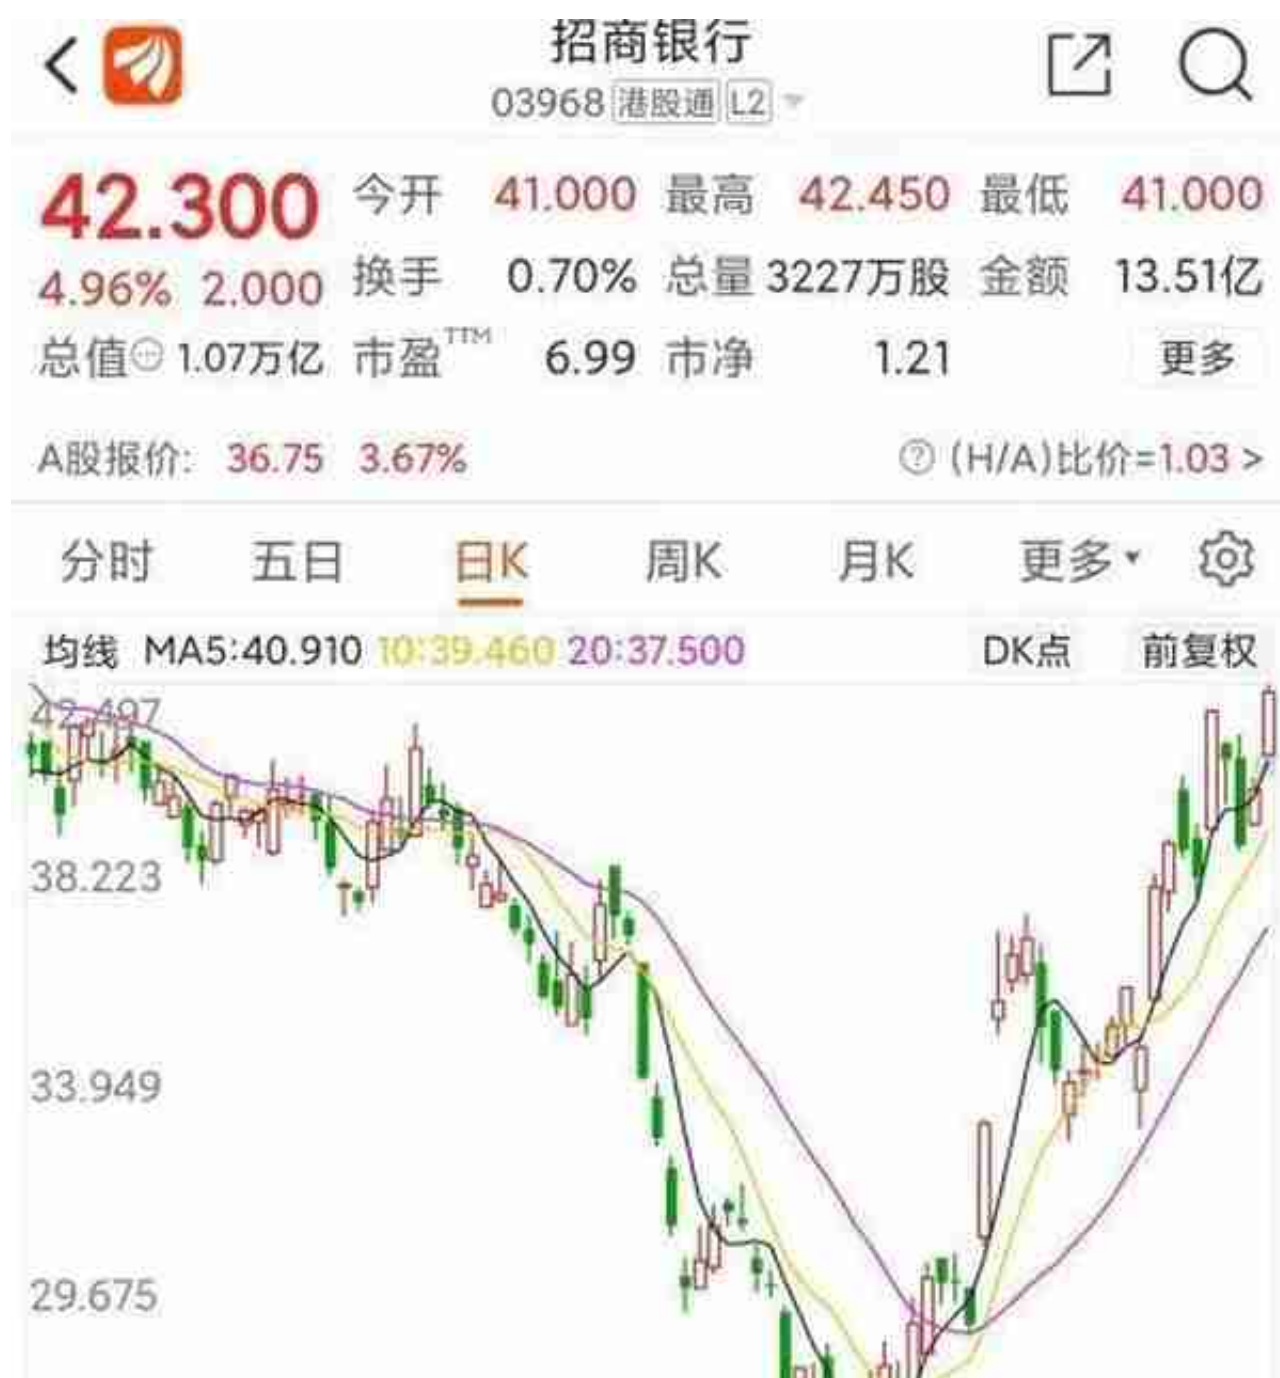 招商银行
03968 港股通 L2
42.300 今开 41.000 最高 42.450 最低 41.000
4.96% 2.000 换手 0.70% 总量 3227万股 金额 13.51亿
总值 1.07万亿 市盈TTM 6.99 市净 1.21 更多
A股报价: 36.75 3.67% ? (H/A)比价=1.03 >
分时 五日 日K 周K 月K 更多
均线 MA5:40.910 10:39.460 20:37.500 DK点 前复权
42.497
38.223
33.949
29.675